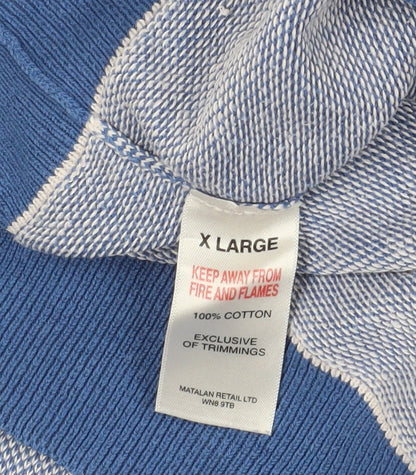 X LARGE
KEEP AWAY FROM
FIRE AND FLAMES
100% COTTON
EXCLUSIVE
OF TRIMMINGS
MATALAN RETAIL LTD
WN8 9TB